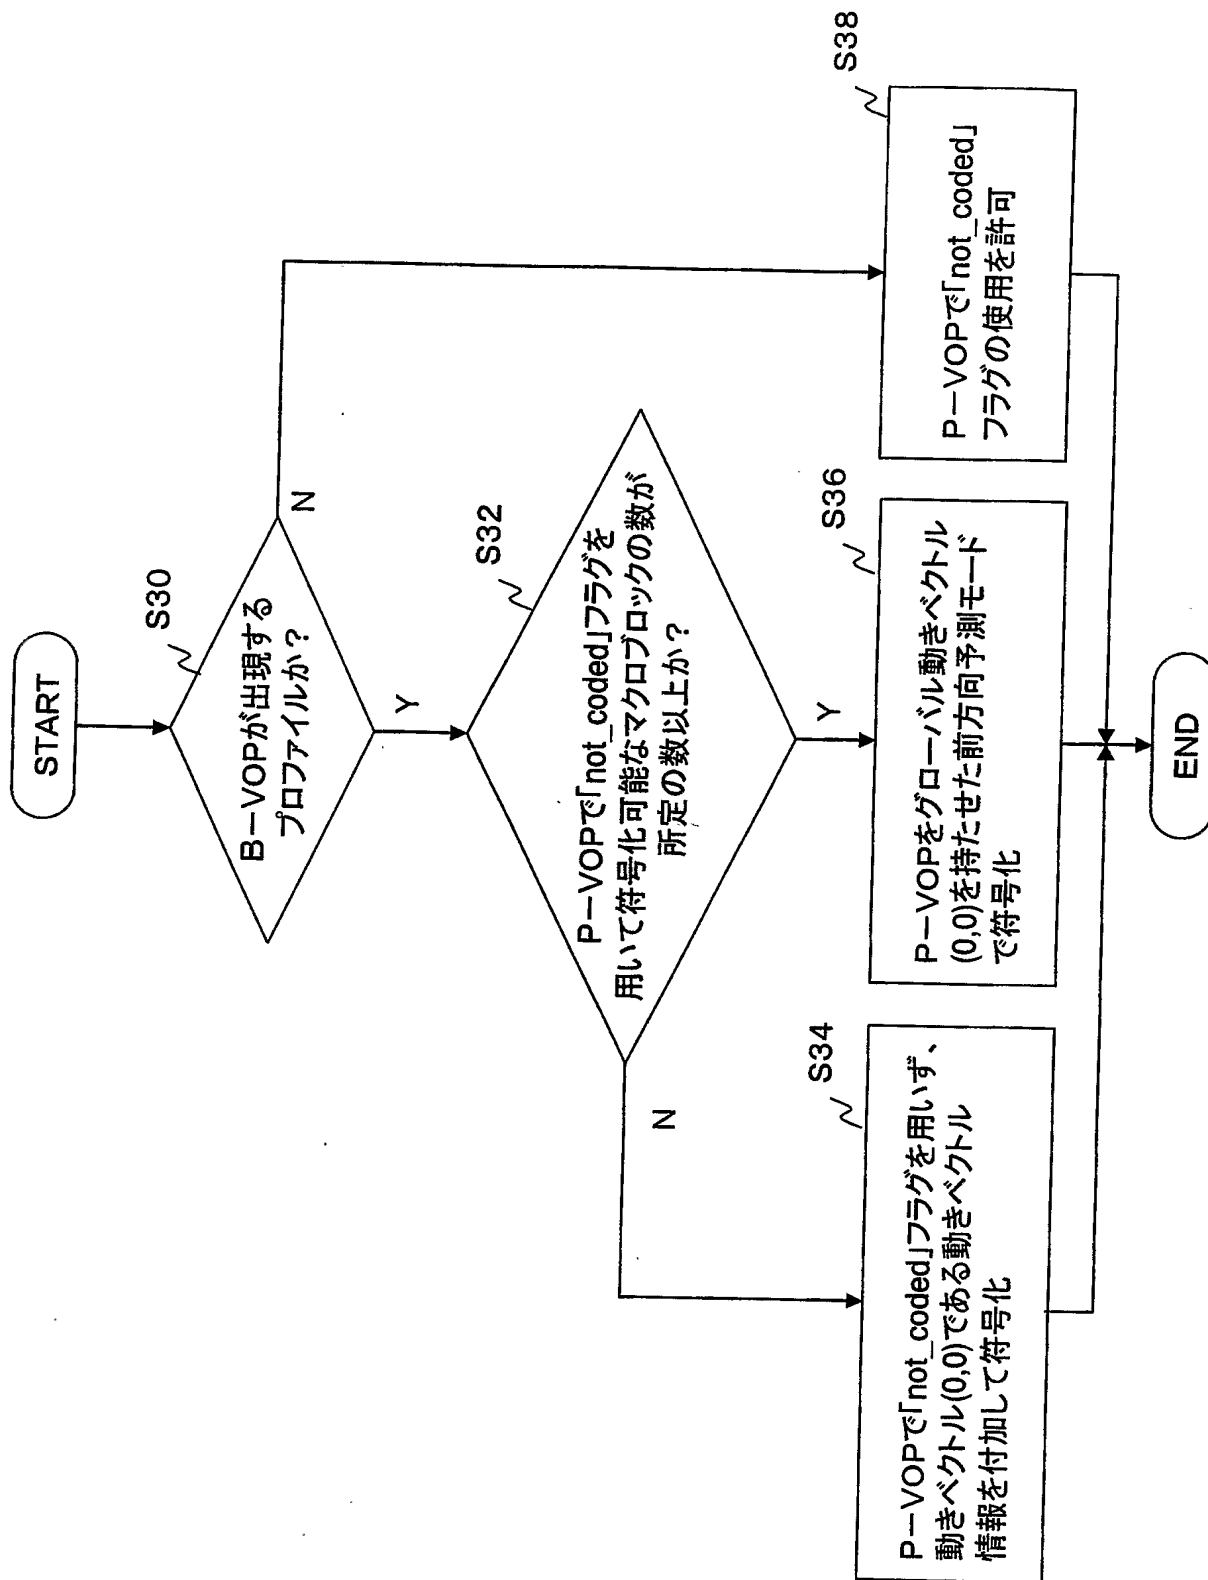 START
S30
B-VOPが出現する
プロファイルか？
N
Y
S32
P-VOPで「not_coded」フラグを
用いて符号化可能なマクロブロックの数が
所定の数以上か？
N
Y
S34
P-VOPで「not_coded」フラグを用いず、
動きベクトル(0,0)である動きベクトル
情報を付加して符号化
S36
P-VOPをグローバル動きベクトル
(0,0)を持たせた前方向予測モード
で符号化
S38
P-VOPで「not_coded」
フラグの使用を許可
END